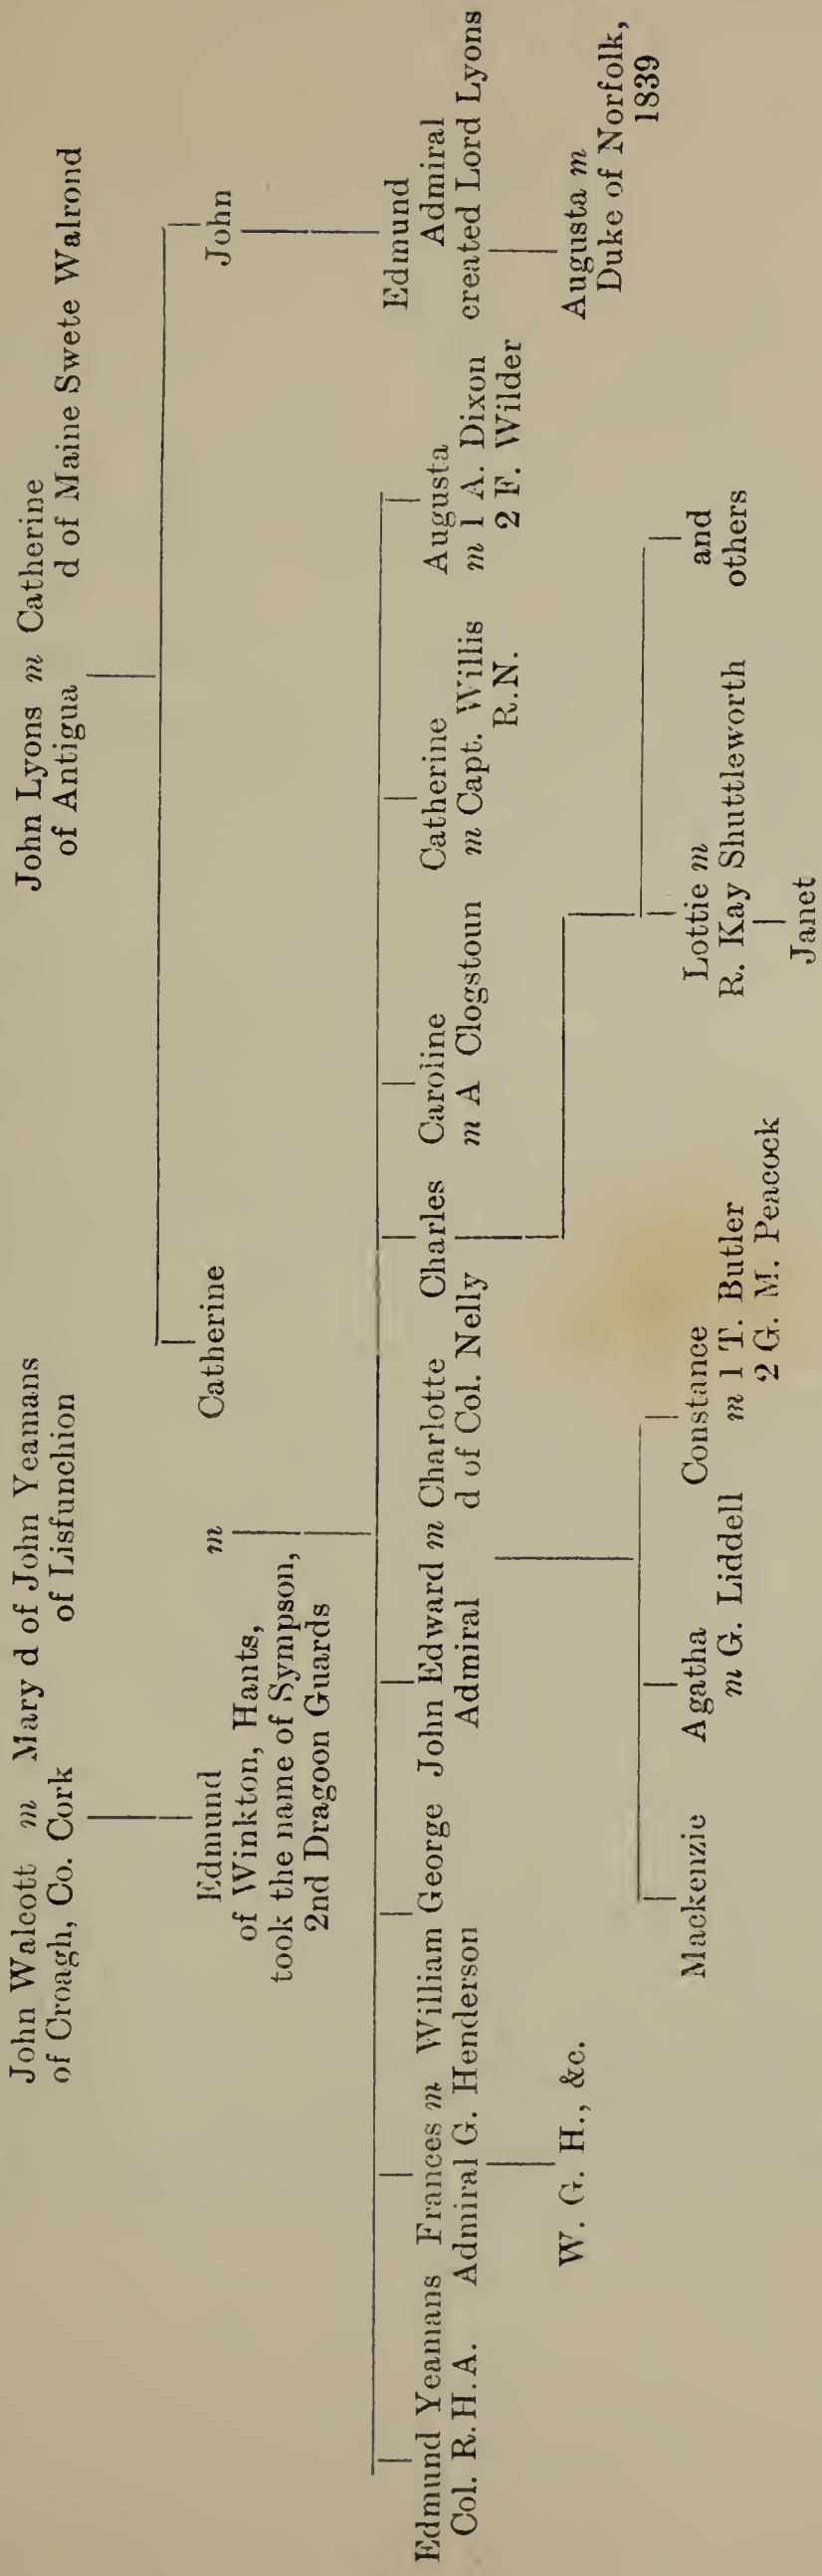 John Walcott m Mary d of John Yeamans
of Croagh, Co. Cork of Lisfunchion
John Lyons m Catherine
of Antigua d of Maine Swete Walrond
Edmund
of Winkton, Hants,
took the name of Sympson,
2nd Dragoon Guards
m
Catherine
John
Edmund
Admiral
created Lord Lyons
Augusta m
Duke of Norfolk,
1839
Edmund Yeamans
Col. R.H.A.
Frances m
Admiral G. Henderson
William George
John Edward m Charlotte
Admiral d of Col. Nelly
Charles
Caroline
m A Clogstoun
Catherine
m Capt. Willis
R.N.
Augusta
m 1 A. Dixon
2 F. Wilder
W. G. H., &c.
Mackenzie
Agatha
m G. Liddell
Constance
m 1 T. Butler
2 G. M. Peacock
Lottie m
R. Kay Shuttleworth
Janet
and
others